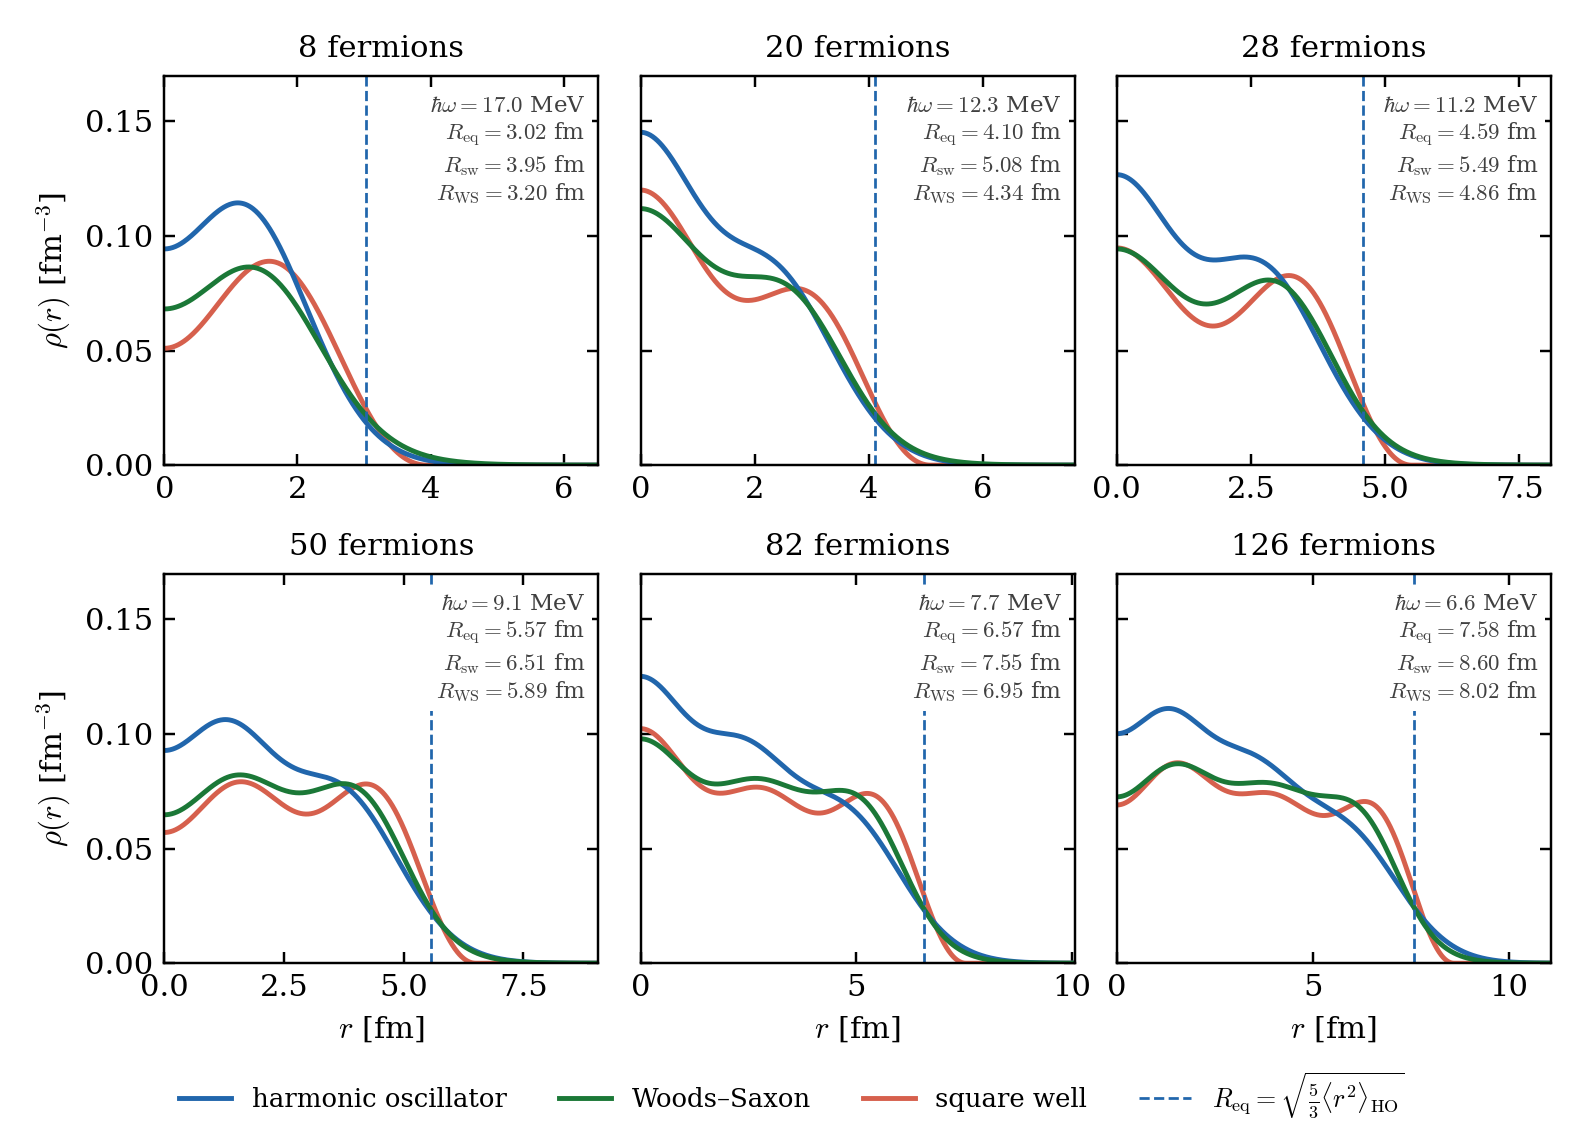 8 fermions
20 fermions
28 fermions
ρ(r) [fm⁻³]
0.15
0.10
0.05
0.00
ħω = 17.0 MeV
R_eq = 3.02 fm
R_sw = 3.95 fm
R_WS = 3.20 fm
0 2 4 6
ħω = 12.3 MeV
R_eq = 4.10 fm
R_sw = 5.08 fm
R_WS = 4.34 fm
0 2 4 6
ħω = 11.2 MeV
R_eq = 4.59 fm
R_sw = 5.49 fm
R_WS = 4.86 fm
0.0 2.5 5.0 7.5
50 fermions
82 fermions
126 fermions
ρ(r) [fm⁻³]
0.15
0.10
0.05
0.00
ħω = 9.1 MeV
R_eq = 5.57 fm
R_sw = 6.51 fm
R_WS = 5.89 fm
0.0 2.5 5.0 7.5
r [fm]
ħω = 7.7 MeV
R_eq = 6.57 fm
R_sw = 7.55 fm
R_WS = 6.95 fm
0 5 10
r [fm]
ħω = 6.6 MeV
R_eq = 7.58 fm
R_sw = 8.60 fm
R_WS = 8.02 fm
0 5 10
r [fm]
harmonic oscillator
Woods–Saxon
square well
R_eq = √(5/3 ⟨r²⟩_HO)